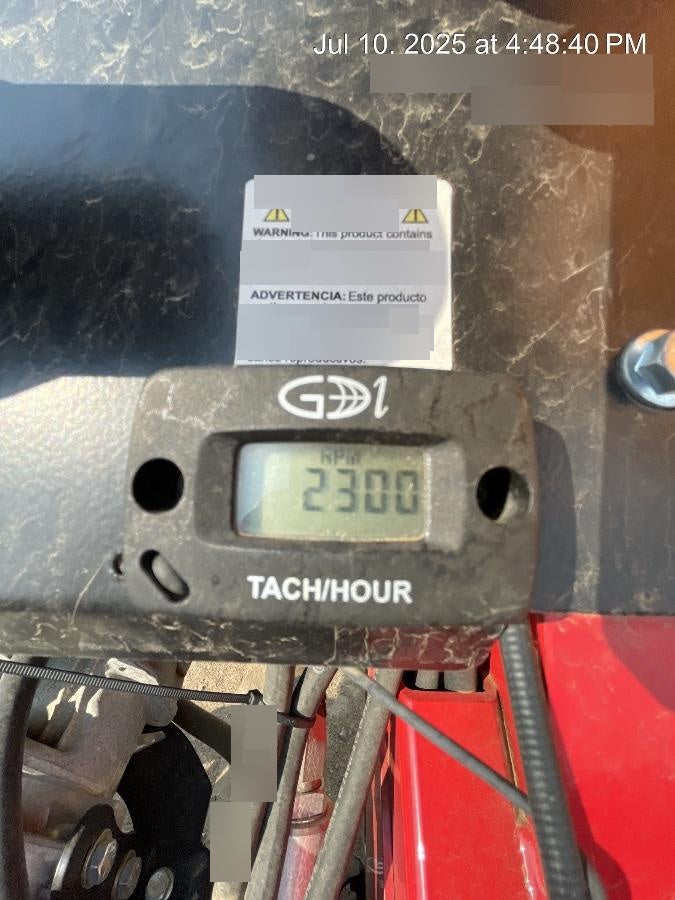 Jul 10. 2025 at 4:48:40 PM
WARNING: This product contains
ADVERTENCIA: Este producto
GDI
RPM
2300
TACH/HOUR